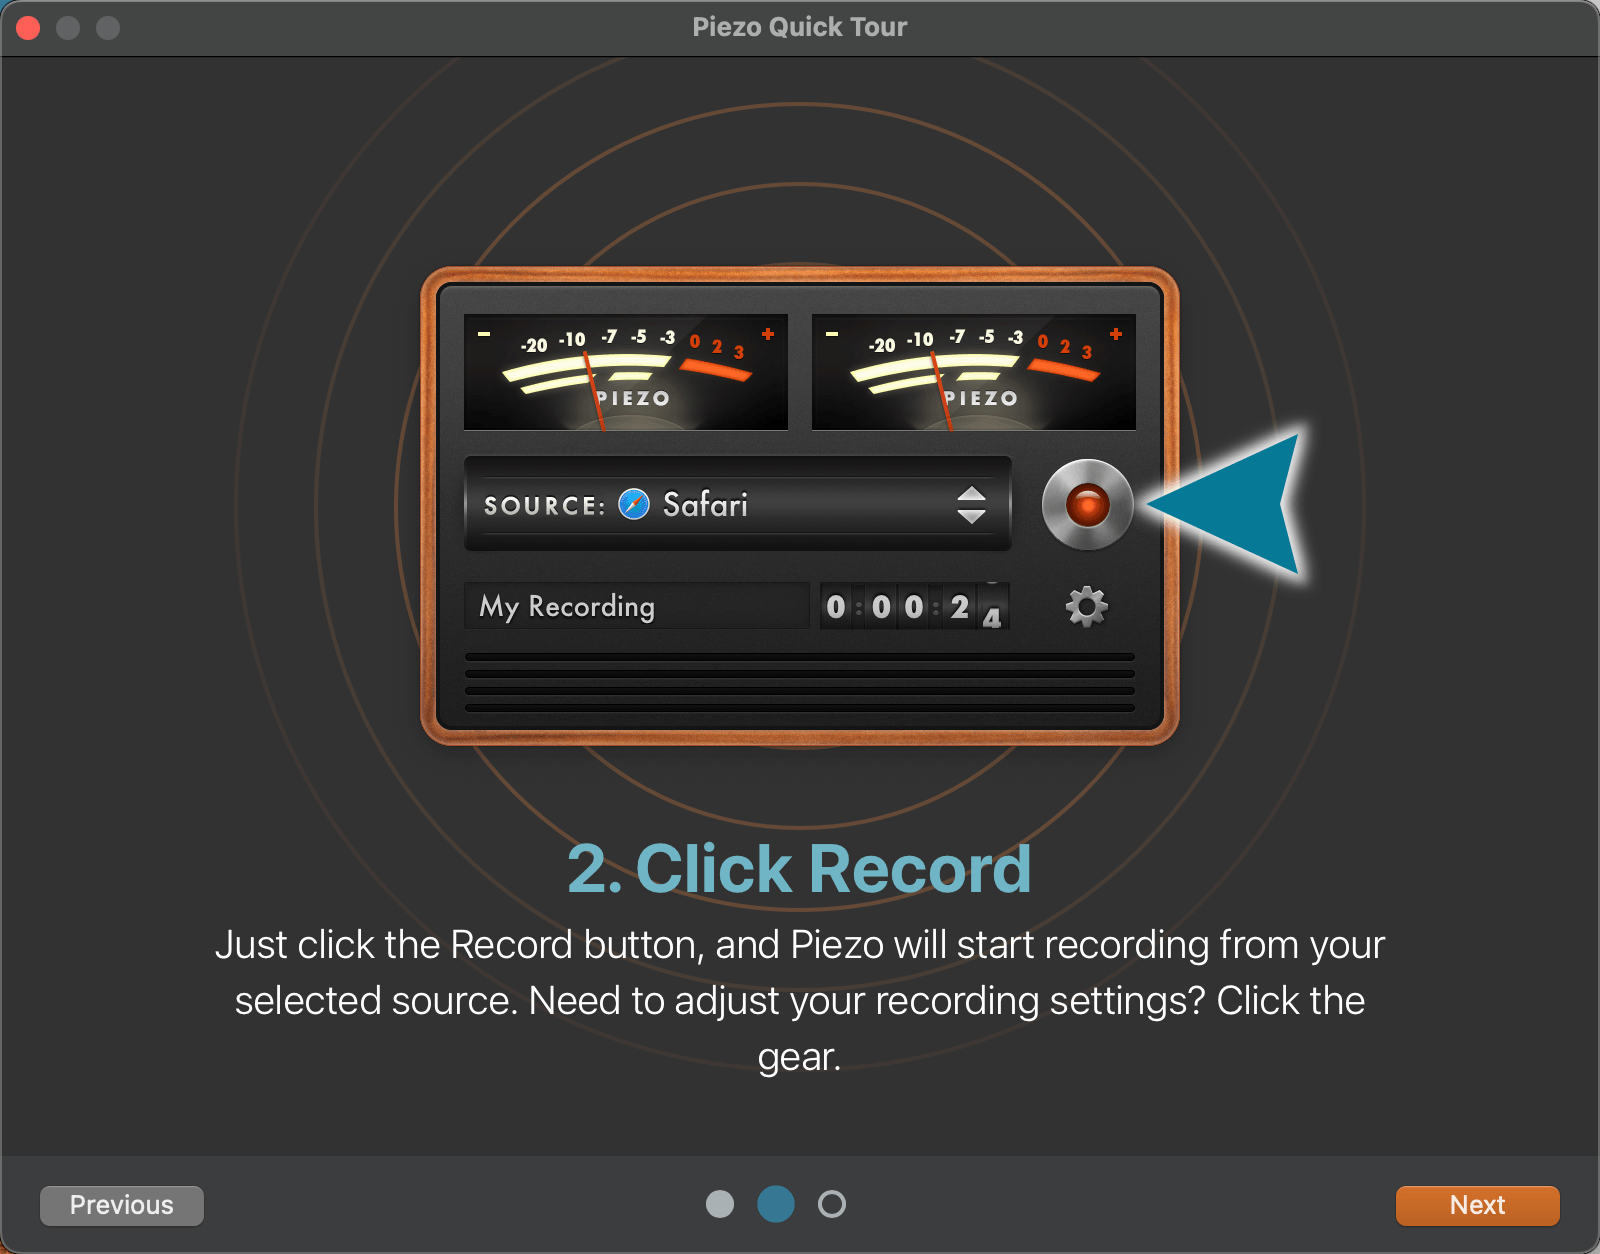 Piezo Quick Tour
- -20 -10 -7 -5 -3 0 2 3 +
PIEZO
- -20 -10 -7 -5 -3 0 2 3 +
PIEZO
SOURCE: Safari
My Recording 0:00:24
2. Click Record
Just click the Record button, and Piezo will start recording from your
selected source. Need to adjust your recording settings? Click the
gear.
Previous
Next